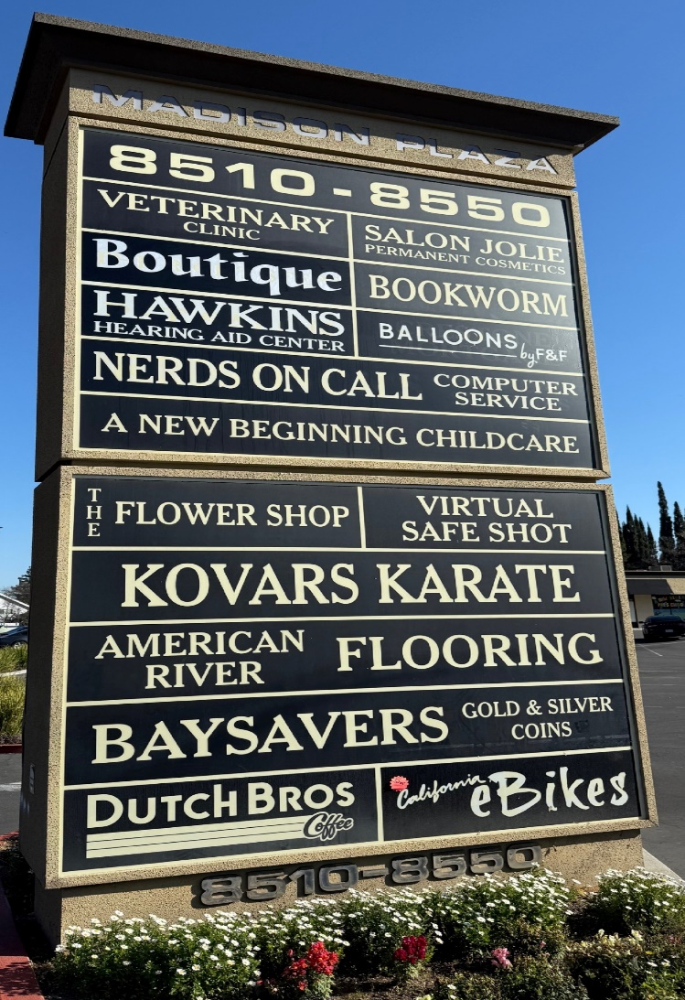 MADISON PLAZA
8510-8550
VETERINARY
CLINIC
SALON JOLIE
PERMANENT COSMETICS
Boutique
BOOKWORM
HAWKINS
HEARING AID CENTER
BALLOONS
by F&F
NERDS ON CALL
COMPUTER
SERVICE
A NEW BEGINNING CHILDCARE
THE
FLOWER SHOP
VIRTUAL
SAFE SHOT
KOVARS KARATE
AMERICAN
RIVER
FLOORING
BAYSAVERS
GOLD & SILVER
COINS
DUTCH BROS
Coffee
California
eBikes
8510-8550